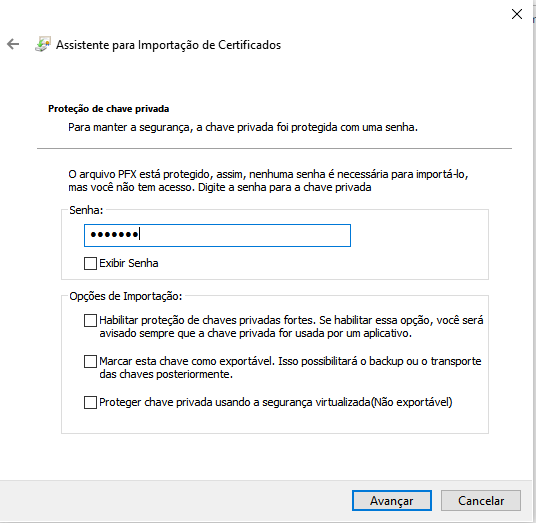 Assistente para Importação de Certificados
Proteção de chave privada
Para manter a segurança, a chave privada foi protegida com uma senha.
O arquivo PFX está protegido, assim, nenhuma senha é necessária para importá-lo,
mas você não tem acesso. Digite a senha para a chave privada
Senha:
•••••••
Exibir Senha
Opções de Importação:
Habilitar proteção de chaves privadas fortes. Se habilitar essa opção, você será
avisado sempre que a chave privada for usada por um aplicativo.
Marcar esta chave como exportável. Isso possibilitará o backup ou o transporte
das chaves posteriormente.
Proteger chave privada usando a segurança virtualizada(Não exportável)
Avançar
Cancelar